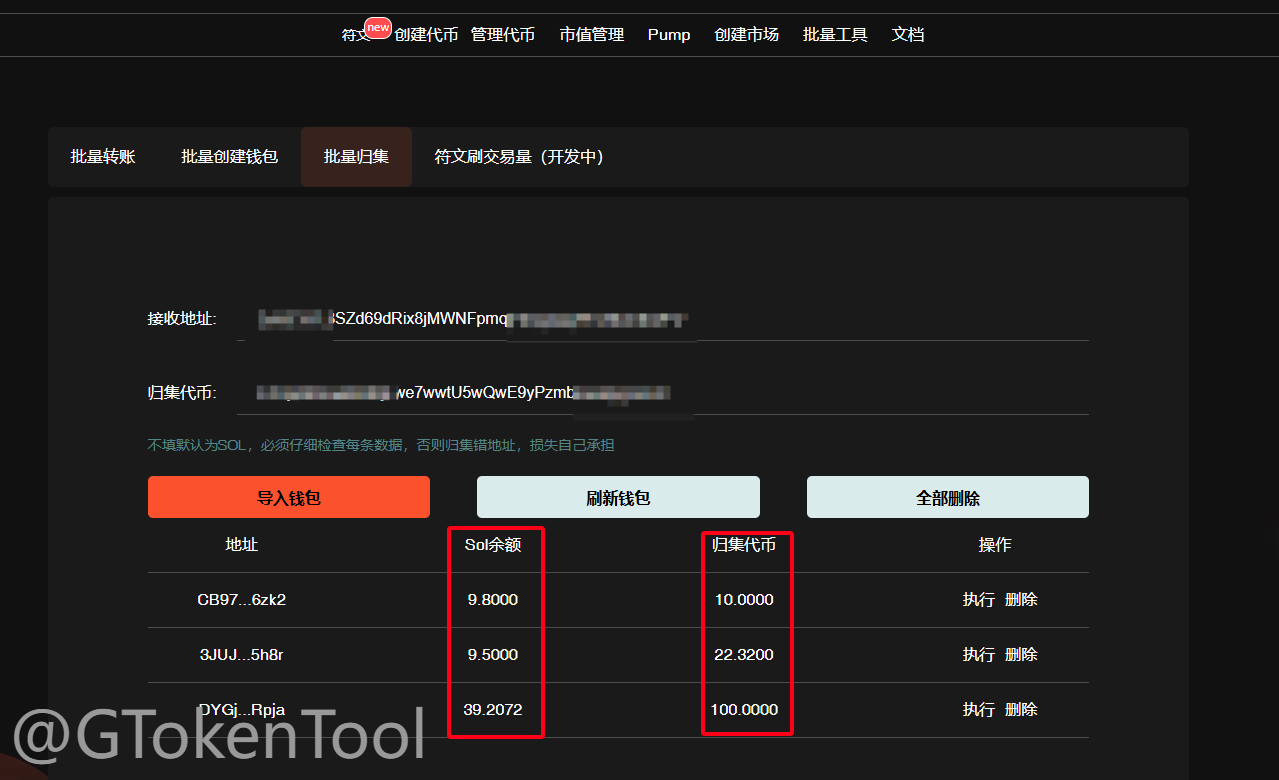 符文 new 创建代币 管理代币 市值管理 Pump 创建市场 批量工具 文档
批量转账 批量创建钱包 批量归集 符文刷交易量（开发中）
接收地址: SZd69dRix8jMWNFpmq
归集代币: we7wwtU5wQwE9yPzmb
不填默认为SOL，必须仔细检查每条数据，否则归集错地址，损失自己承担
导入钱包 刷新钱包 全部删除
地址 Sol余额 归集代币 操作
CB97...6zk2 9.8000 10.0000 执行 删除
3JUJ...5h8r 9.5000 22.3200 执行 删除
DYGj...Rpja 39.2072 100.0000 执行 删除
@GTokenTool